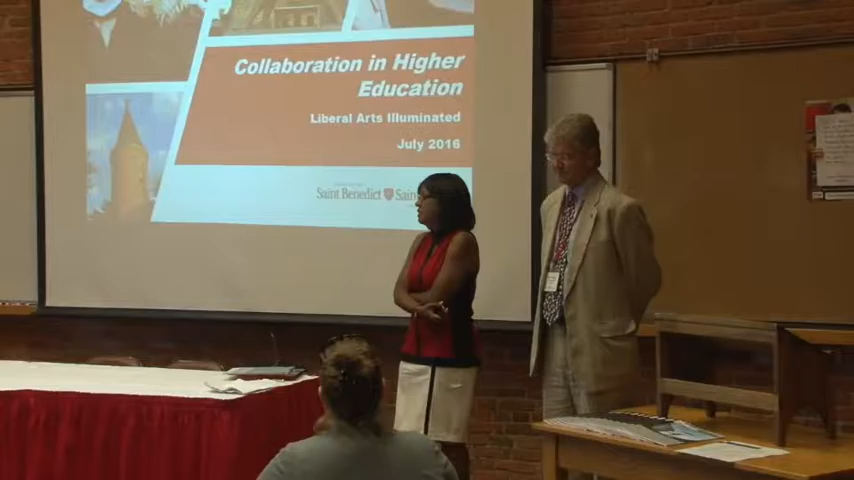 Collaboration in Higher
Education
Liberal Arts Illuminated
July 2016
Saint Benedict